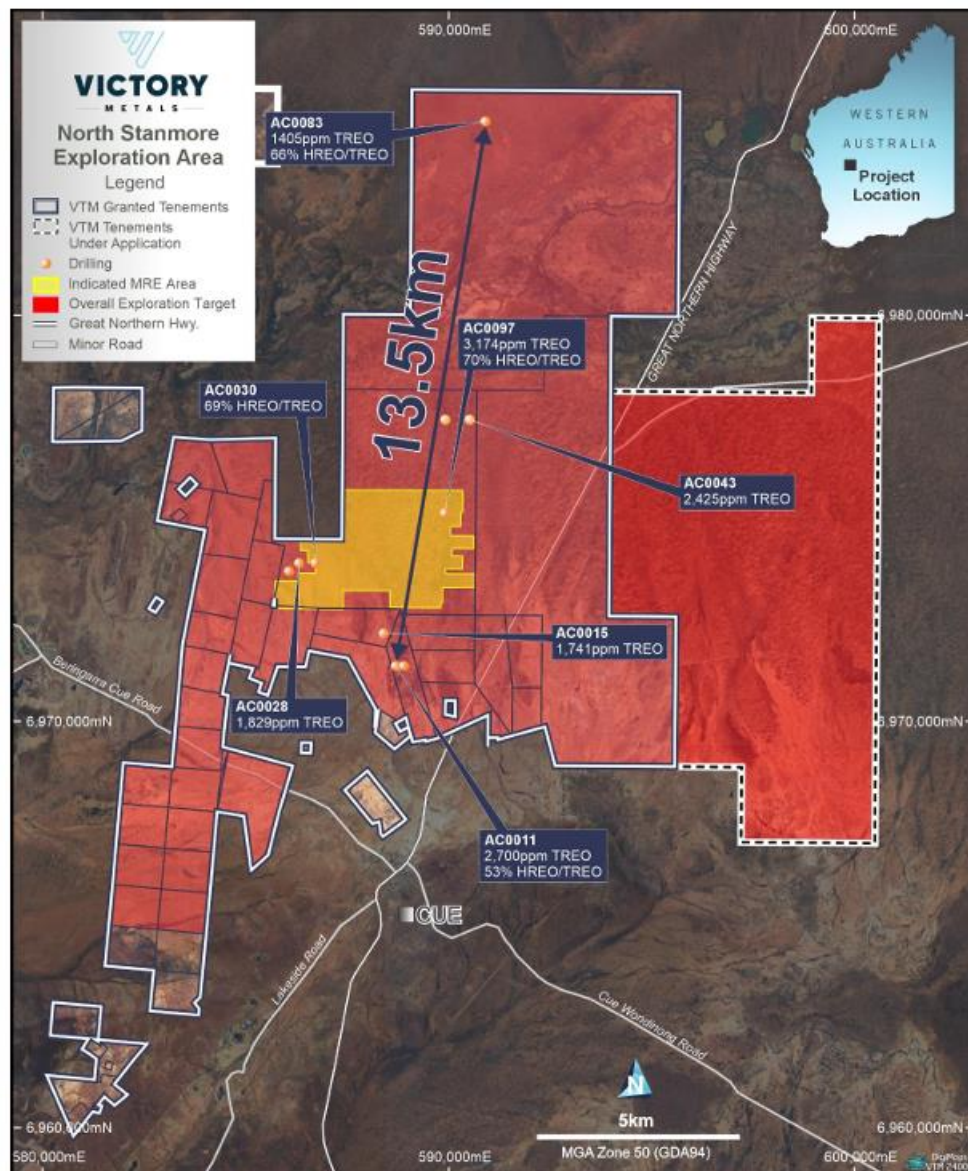 590,000mE
600,000mE
VICTORY
METALS
North Stanmore
Exploration Area
Legend
VTM Granted Tenements
VTM Tenements
Under Application
Drilling
Indicated MRE Area
Overall Exploration Target
Great Northern Hwy.
Minor Road
WESTERN
AUSTRALIA
Project
Location
AC0083
1405ppm TREO
66% HREO/TREO
13.5km
GREAT NORTHERN HIGHWAY
6,980,000mN
AC0097
3,174ppm TREO
70% HREO/TREO
AC0030
69% HREO/TREO
AC0043
2,425ppm TREO
AC0015
1,741ppm TREO
Beringarra Cue Road
AC0028
1,829ppm TREO
6,970,000mN
6,970,000mN
AC0011
2,700ppm TREO
53% HREO/TREO
CUE
Lakeside Road
Cue Wondinong Road
N
5km
MGA Zone 50 (GDA94)
6,960,000mN
6,960,000mN
580,000mE
590,000mE
600,000mE
DigMaps